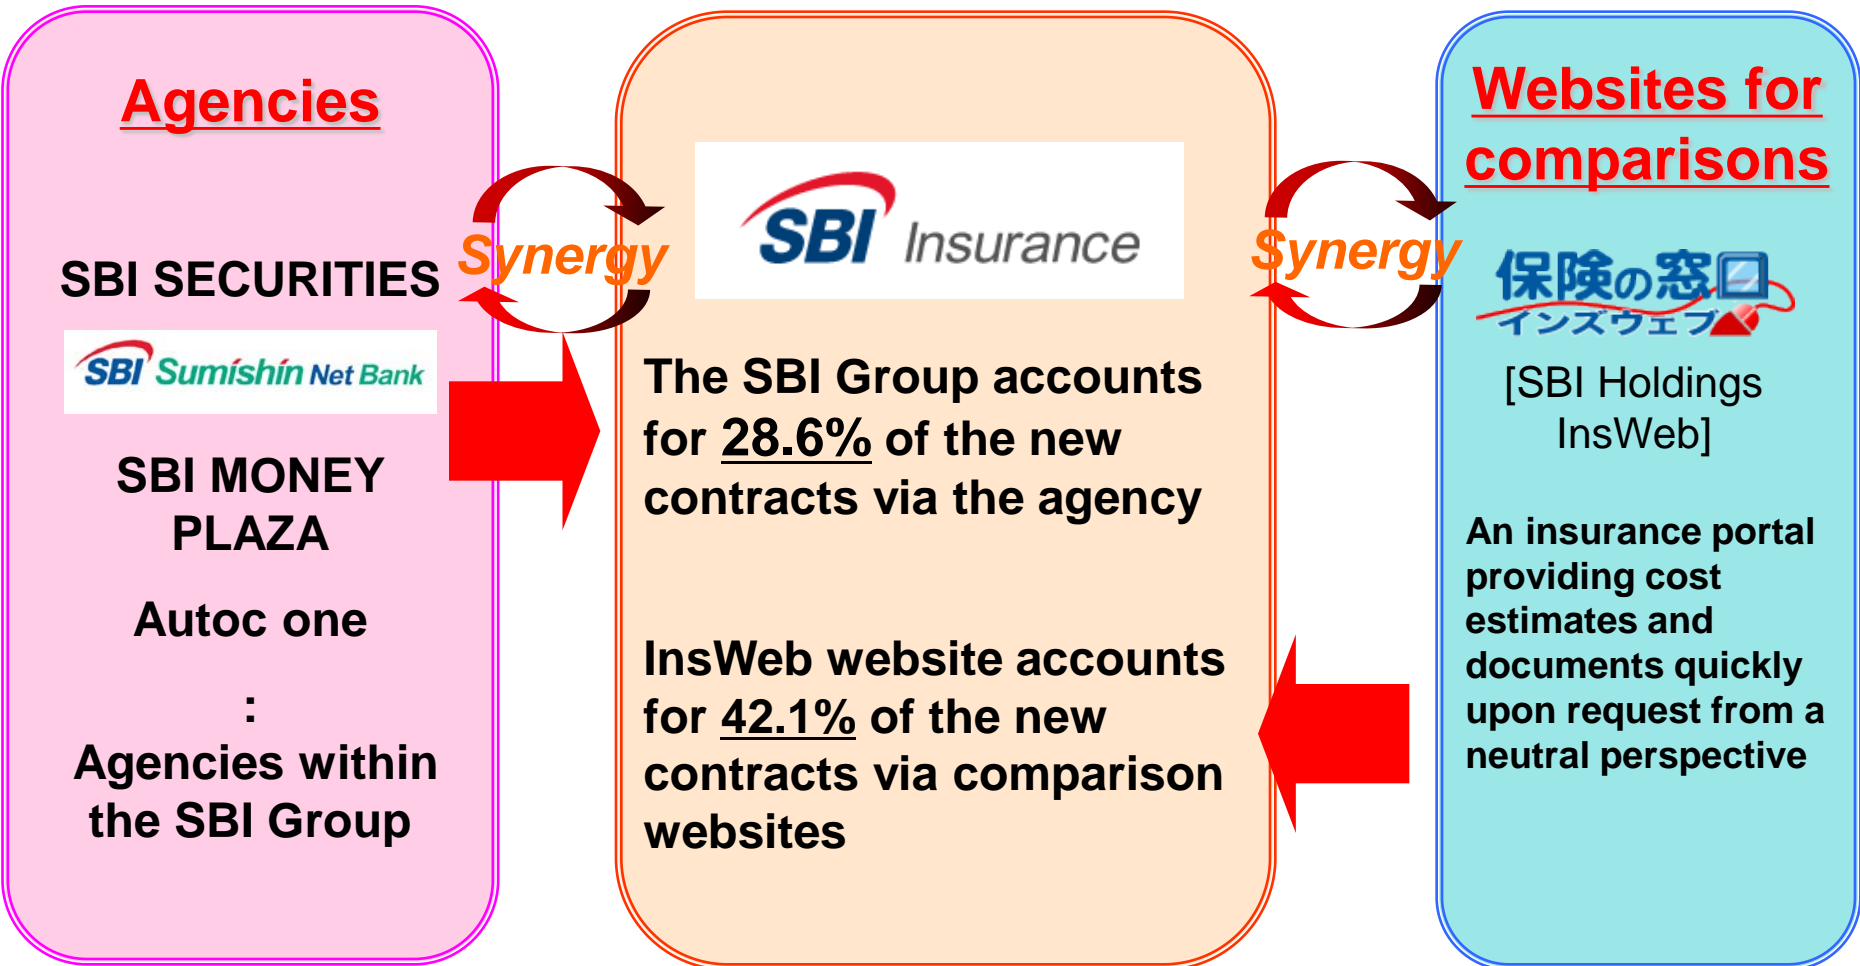 Agencies
SBI SECURITIES
SBI Sumishin Net Bank
SBI MONEY
PLAZA
Autoc one
:
Agencies within
the SBI Group
Synergy
SBI Insurance
The SBI Group accounts
for 28.6% of the new
contracts via the agency
InsWeb website accounts
for 42.1% of the new
contracts via comparison
websites
Synergy
Websites for
comparisons
保険の窓口
インズウェブ
[SBI Holdings
InsWeb]
An insurance portal
providing cost
estimates and
documents quickly
upon request from a
neutral perspective